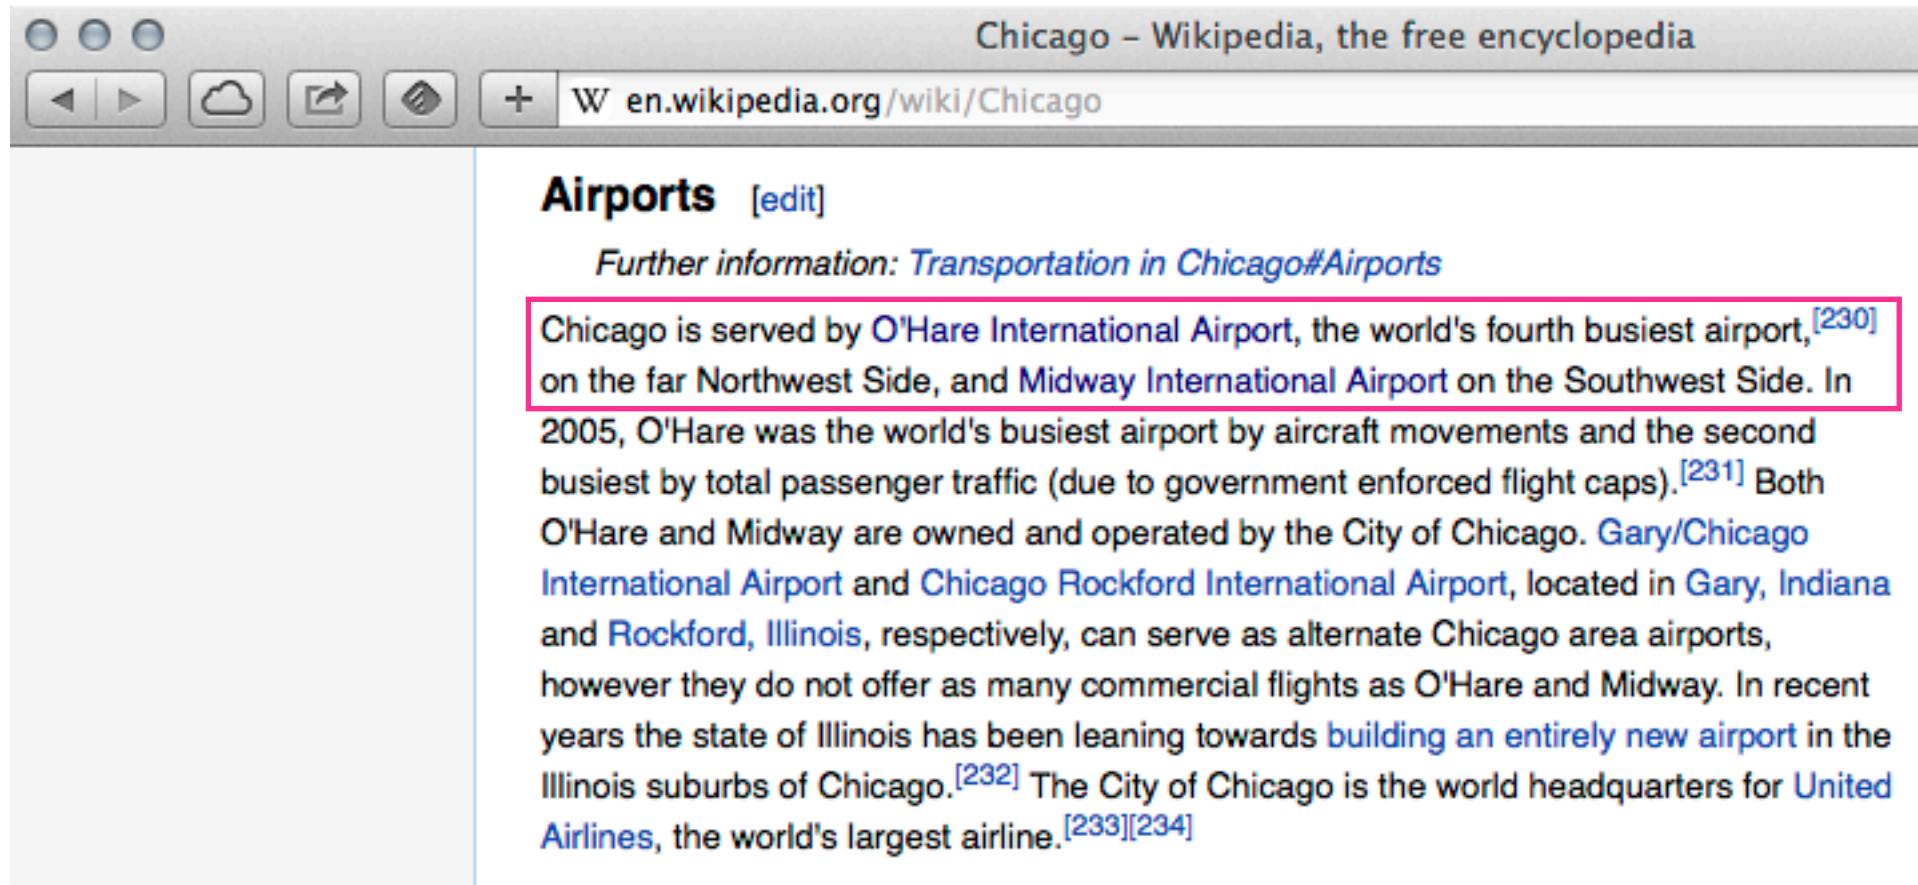 Chicago – Wikipedia, the free encyclopedia
W en.wikipedia.org/wiki/Chicago
Airports [edit]
Further information: Transportation in Chicago#Airports
Chicago is served by O'Hare International Airport, the world's fourth busiest airport,[230]
on the far Northwest Side, and Midway International Airport on the Southwest Side. In
2005, O'Hare was the world's busiest airport by aircraft movements and the second
busiest by total passenger traffic (due to government enforced flight caps).[231] Both
O'Hare and Midway are owned and operated by the City of Chicago. Gary/Chicago
International Airport and Chicago Rockford International Airport, located in Gary, Indiana
and Rockford, Illinois, respectively, can serve as alternate Chicago area airports,
however they do not offer as many commercial flights as O'Hare and Midway. In recent
years the state of Illinois has been leaning towards building an entirely new airport in the
Illinois suburbs of Chicago.[232] The City of Chicago is the world headquarters for United
Airlines, the world's largest airline.[233][234]